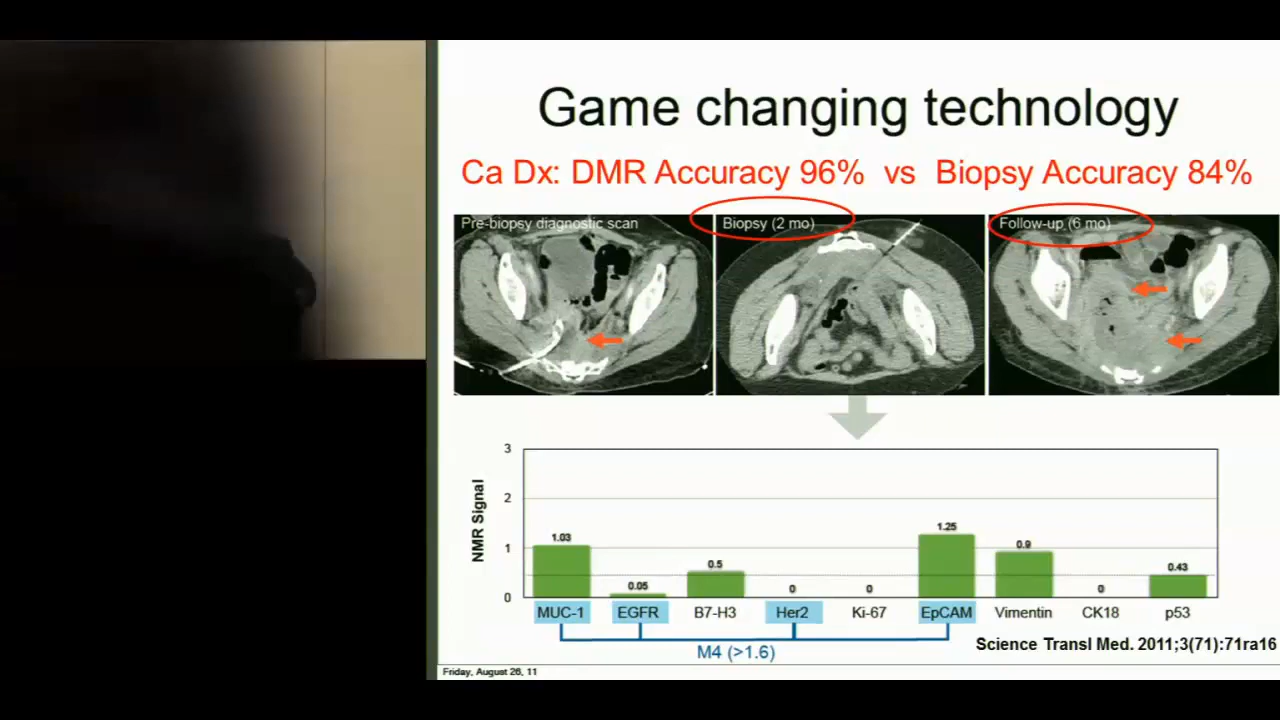 Game changing technology
Ca Dx: DMR Accuracy 96% vs Biopsy Accuracy 84%
Pre-biopsy diagnostic scan
Biopsy (2 mo)
Follow-up (6 mo)
NMR Signal
3
2
1
0
1.03
0.05
0.5
0
0
1.25
0.9
0
0.43
MUC-1
EGFR
B7-H3
Her2
Ki-67
EpCAM
Vimentin
CK18
p53
M4 (>1.6)
Science Transl Med. 2011;3(71):71ra16
Friday, August 26, 11